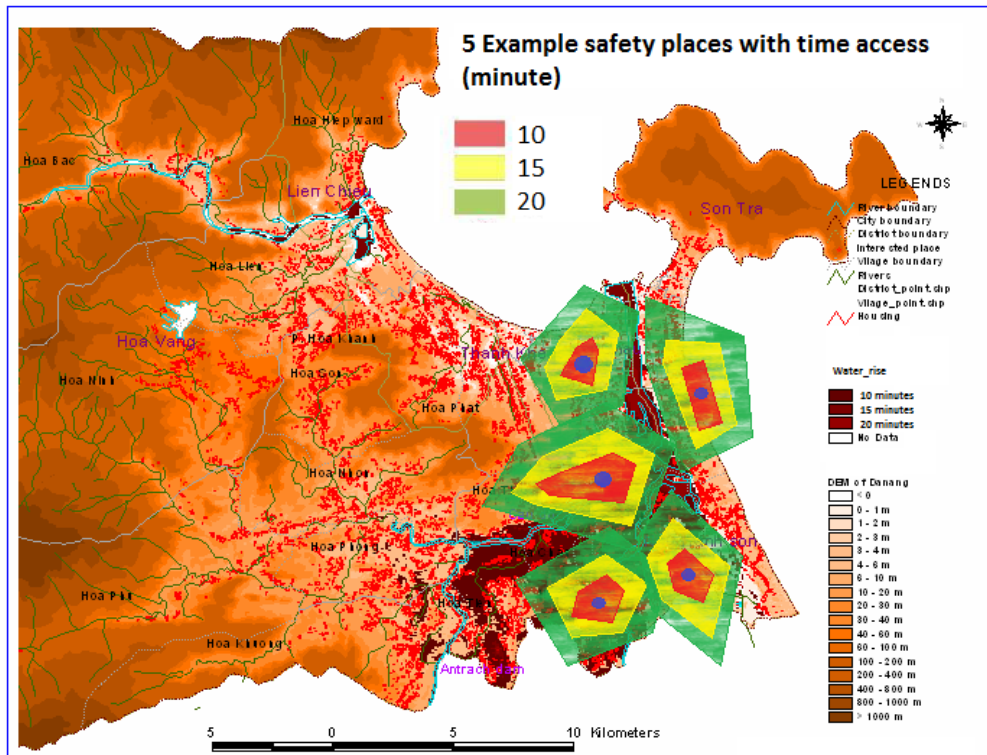 5 Example safety places with time access
(minute)
10
15
20
Hoa Hiep ward
Hoa Bac
Lien Chieu
Son Tra
LEGENDS
River boundary
City boundary
District boundary
Interested place
Village boundary
Rivers
District_point.shp
Village_point.shp
Housing
Hoa Lien
Hoa Vang
P. Hoa Khanh
Hoa Ninh
Hoa Son
Hoa Phat
Hoa Nhon
Hoa Phong
Hoa Phu
Hoa Khuong
Antrach dam
Water_rise
10 minutes
15 minutes
20 minutes
No Data
DEM of Danang
< 0
0 - 1 m
1 - 2 m
2 - 3 m
3 - 4 m
4 - 6 m
6 - 10 m
10 - 20 m
20 - 30 m
30 - 40 m
40 - 60 m
60 - 100 m
100 - 200 m
200 - 400 m
400 - 800 m
800 - 1000 m
> 1000 m
5 0 5 10 Kilometers